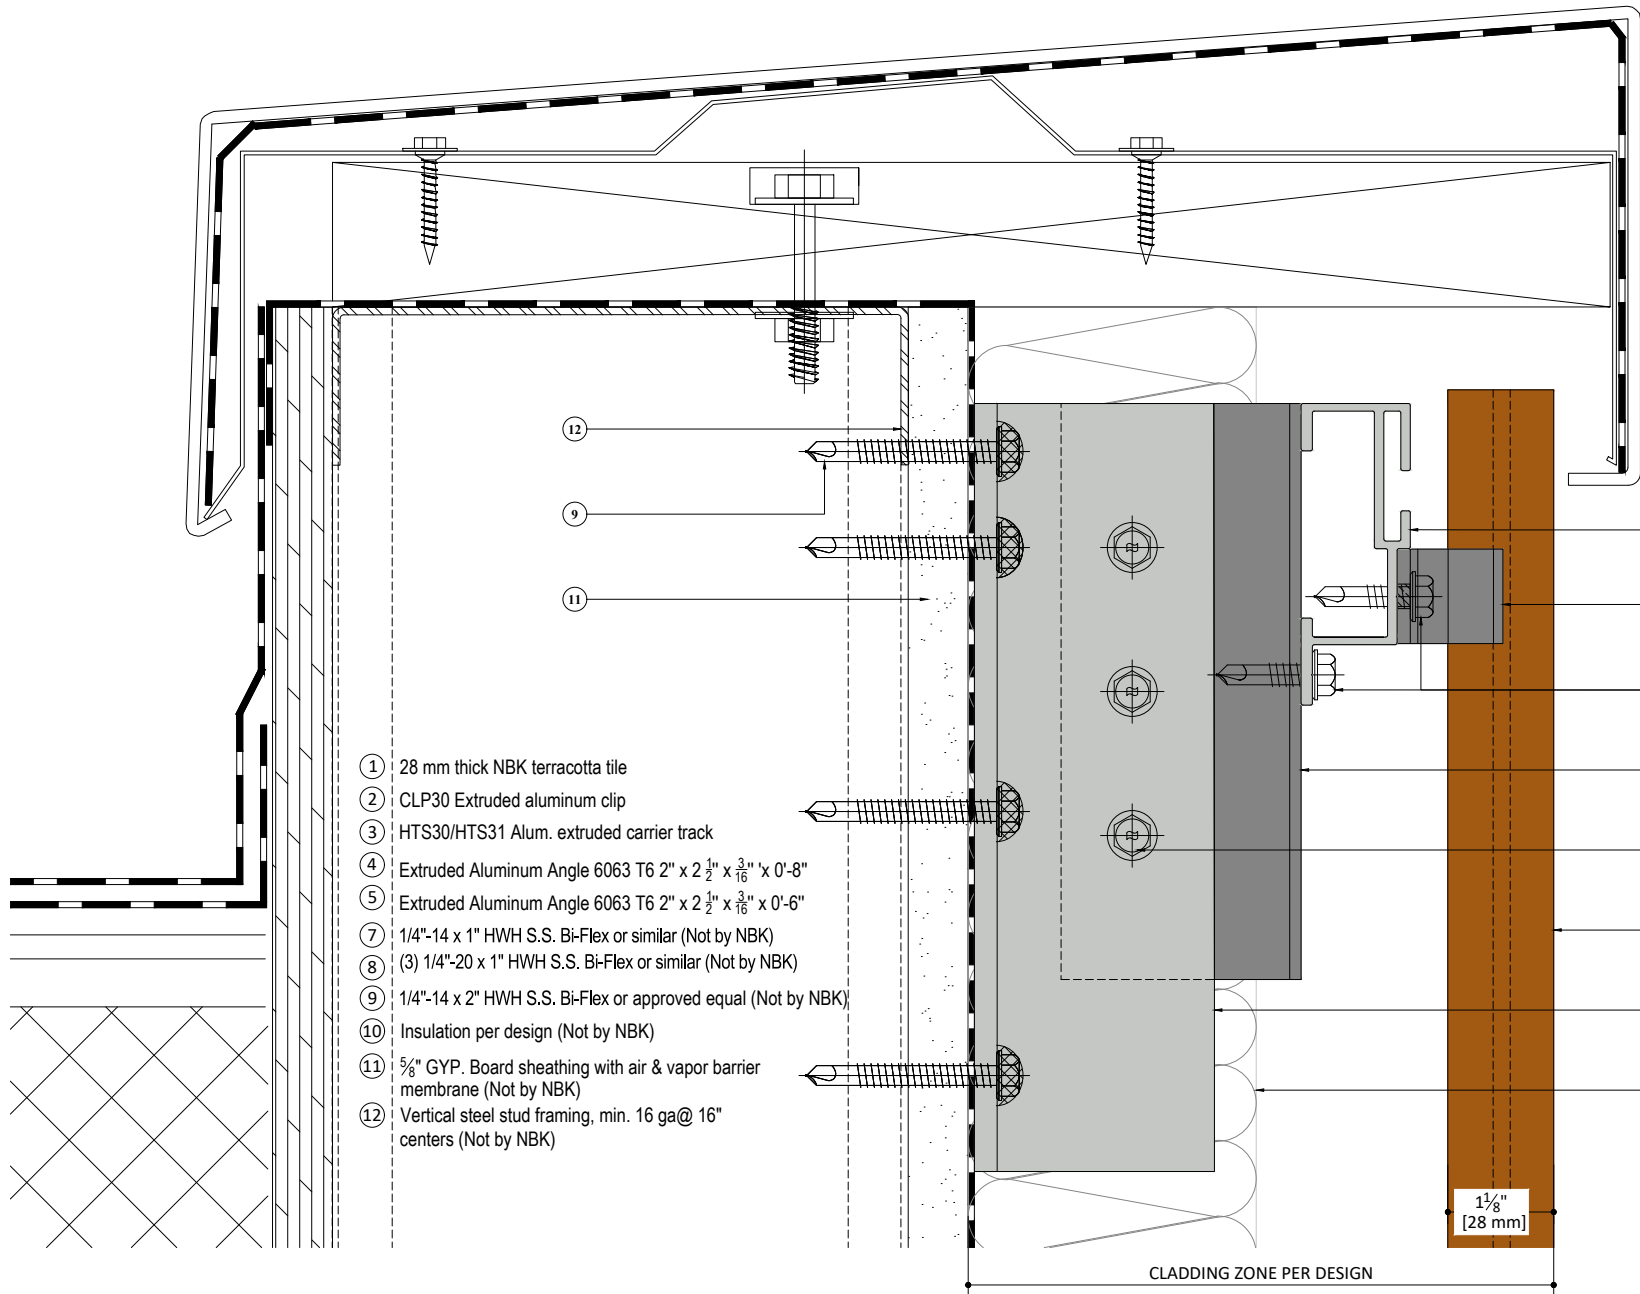 12
9
11
1 28 mm thick NBK terracotta tile
2 CLP30 Extruded aluminum clip
3 HTS30/HTS31 Alum. extruded carrier track
4 Extruded Aluminum Angle 6063 T6 2" x 2 1/2" x 3/16" 'x 0'-8"
5 Extruded Aluminum Angle 6063 T6 2" x 2 1/2" x 3/16" x 0'-6"
7 1/4"-14 x 1" HWH S.S. Bi-Flex or similar (Not by NBK)
8 (3) 1/4"-20 x 1" HWH S.S. Bi-Flex or similar (Not by NBK)
9 1/4"-14 x 2" HWH S.S. Bi-Flex or approved equal (Not by NBK)
10 Insulation per design (Not by NBK)
11 5/8" GYP. Board sheathing with air & vapor barrier
membrane (Not by NBK)
12 Vertical steel stud framing, min. 16 ga@ 16"
centers (Not by NBK)
1 1/8"
[28 mm]
CLADDING ZONE PER DESIGN